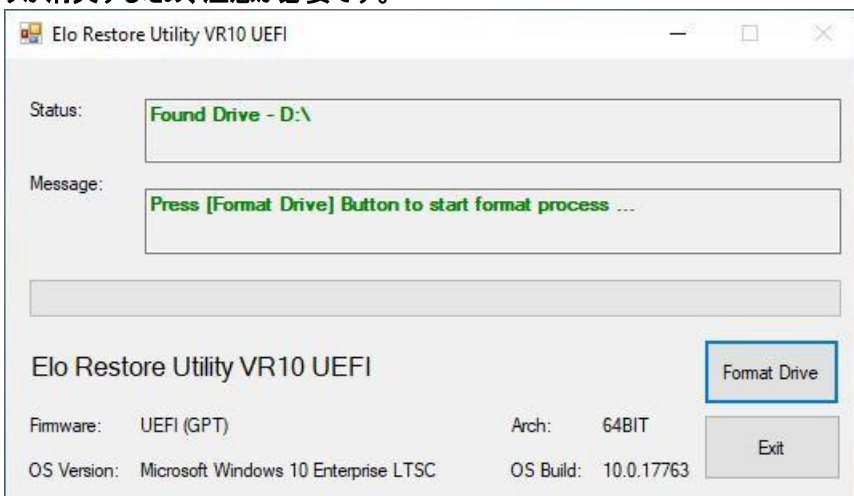 Elo Restore Utility VR10 UEFI
Status:
Found Drive - D:\
Message:
Press [Format Drive] Button to start format process ...
Elo Restore Utility VR10 UEFI
Format Drive
Firmware: UEFI (GPT) Arch: 64BIT
Exit
OS Version: Microsoft Windows 10 Enterprise LTSC OS Build: 10.0.17763